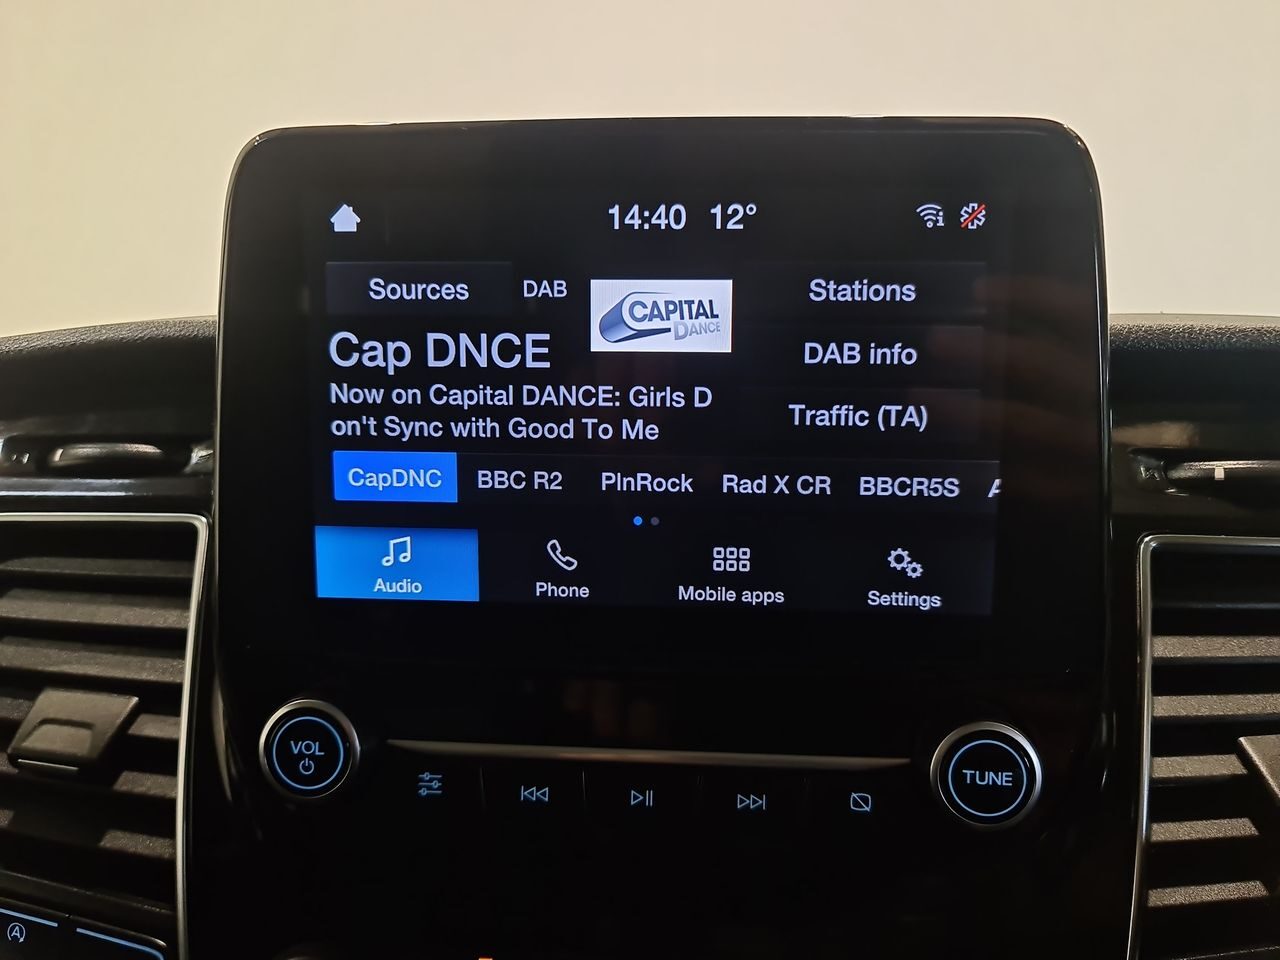 14:40 12°
Sources DAB CAPITAL DANCE Stations
Cap DNCE
DAB info
Now on Capital DANCE: Girls D
on't Sync with Good To Me
Traffic (TA)
CapDNC BBC R2 PlnRock Rad X CR BBCR5S A
Audio Phone Mobile apps Settings
VOL
TUNE
A